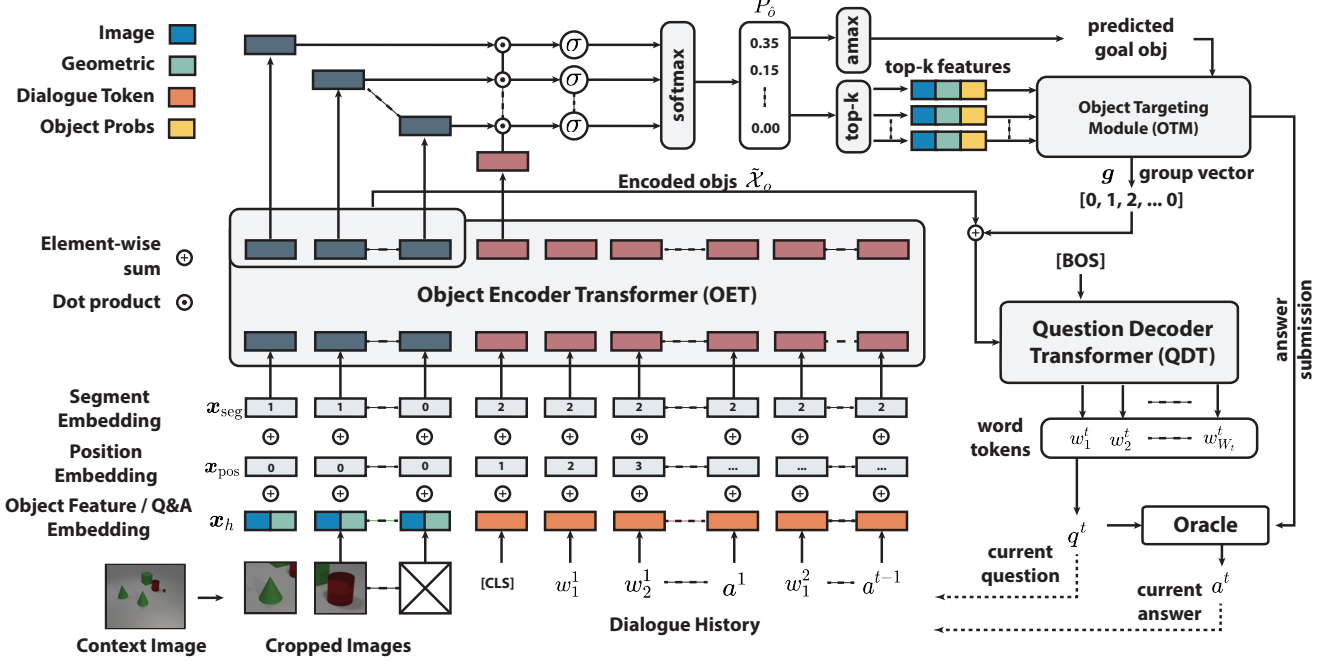 Image
Geometric
Dialogue Token
Object Probs
σ
σ
σ
softmax
P_ô
0.35
0.15
0.00
amax
top-k
predicted
goal obj
top-k features
Object Targeting
Module (OTM)
g group vector
[0, 1, 2, ... 0]
Encoded objs X̃_o
Element-wise
sum
Dot product
Object Encoder Transformer (OET)
[BOS]
Question Decoder
Transformer (QDT)
answer
submission
Segment
Embedding
x_seg
1 1 0 2 2 2 2 2 2
Position
Embedding
x_pos
0 0 0 1 2 3 ... ... ...
Object Feature / Q&A
Embedding
x_h
word
tokens
w_1^t w_2^t w_{W_t}^t
q^t
Oracle
current
question
a^t
current
answer
[CLS] w_1^1 w_2^1 a^1 w_1^2 a^{t-1}
Dialogue History
Context Image
Cropped Images